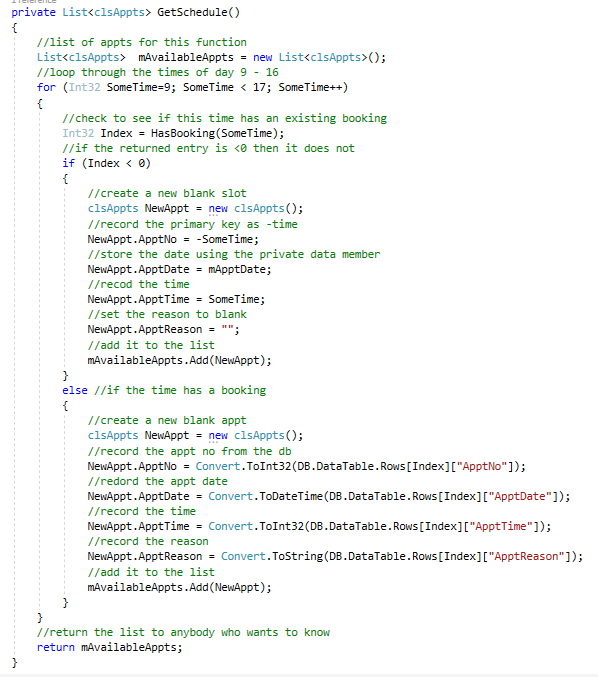 1 reference
private List<clsAppts> GetSchedule()
{
//list of appts for this function
List<clsAppts>  mAvailableAppts = new List<clsAppts>();
//loop through the times of day 9 - 16
for (Int32 SomeTime=9; SomeTime < 17; SomeTime++)
{
//check to see if this time has an existing booking
Int32 Index = HasBooking(SomeTime);
//if the returned entry is <0 then it does not
if (Index < 0)
{
//create a new blank slot
clsAppts NewAppt = new clsAppts();
//record the primary key as -time
NewAppt.ApptNo = -SomeTime;
//store the date using the private data member
NewAppt.ApptDate = mApptDate;
//recod the time
NewAppt.ApptTime = SomeTime;
//set the reason to blank
NewAppt.ApptReason = "";
//add it to the list
mAvailableAppts.Add(NewAppt);
}
else //if the time has a booking
{
//create a new blank appt
clsAppts NewAppt = new clsAppts();
//record the appt no from the db
NewAppt.ApptNo = Convert.ToInt32(DB.DataTable.Rows[Index]["ApptNo"]);
//redord the appt date
NewAppt.ApptDate = Convert.ToDateTime(DB.DataTable.Rows[Index]["ApptDate"]);
//record the time
NewAppt.ApptTime = Convert.ToInt32(DB.DataTable.Rows[Index]["ApptTime"]);
//record the reason
NewAppt.ApptReason = Convert.ToString(DB.DataTable.Rows[Index]["ApptReason"]);
//add it to the list
mAvailableAppts.Add(NewAppt);
}
}
//return the list to anybody who wants to know
return mAvailableAppts;
}